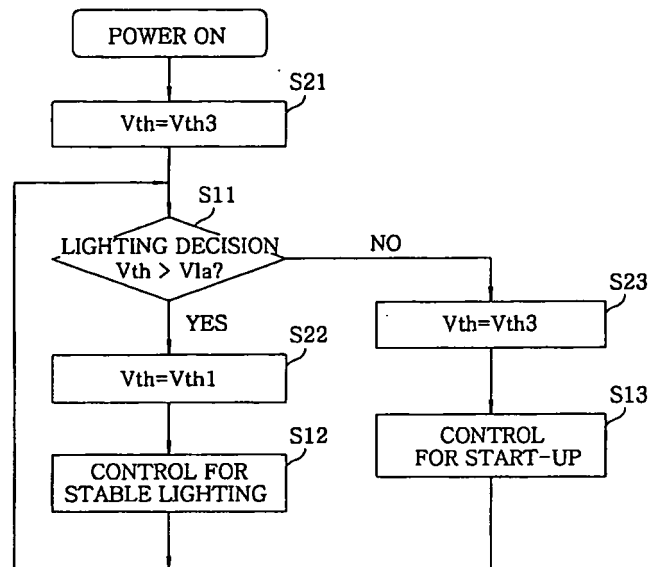 POWER ON
S21
Vth=Vth3
S11
LIGHTING DECISION
Vth > Vla?
NO
YES
S23
Vth=Vth3
S22
Vth=Vth1
S13
CONTROL
FOR START-UP
S12
CONTROL FOR
STABLE LIGHTING